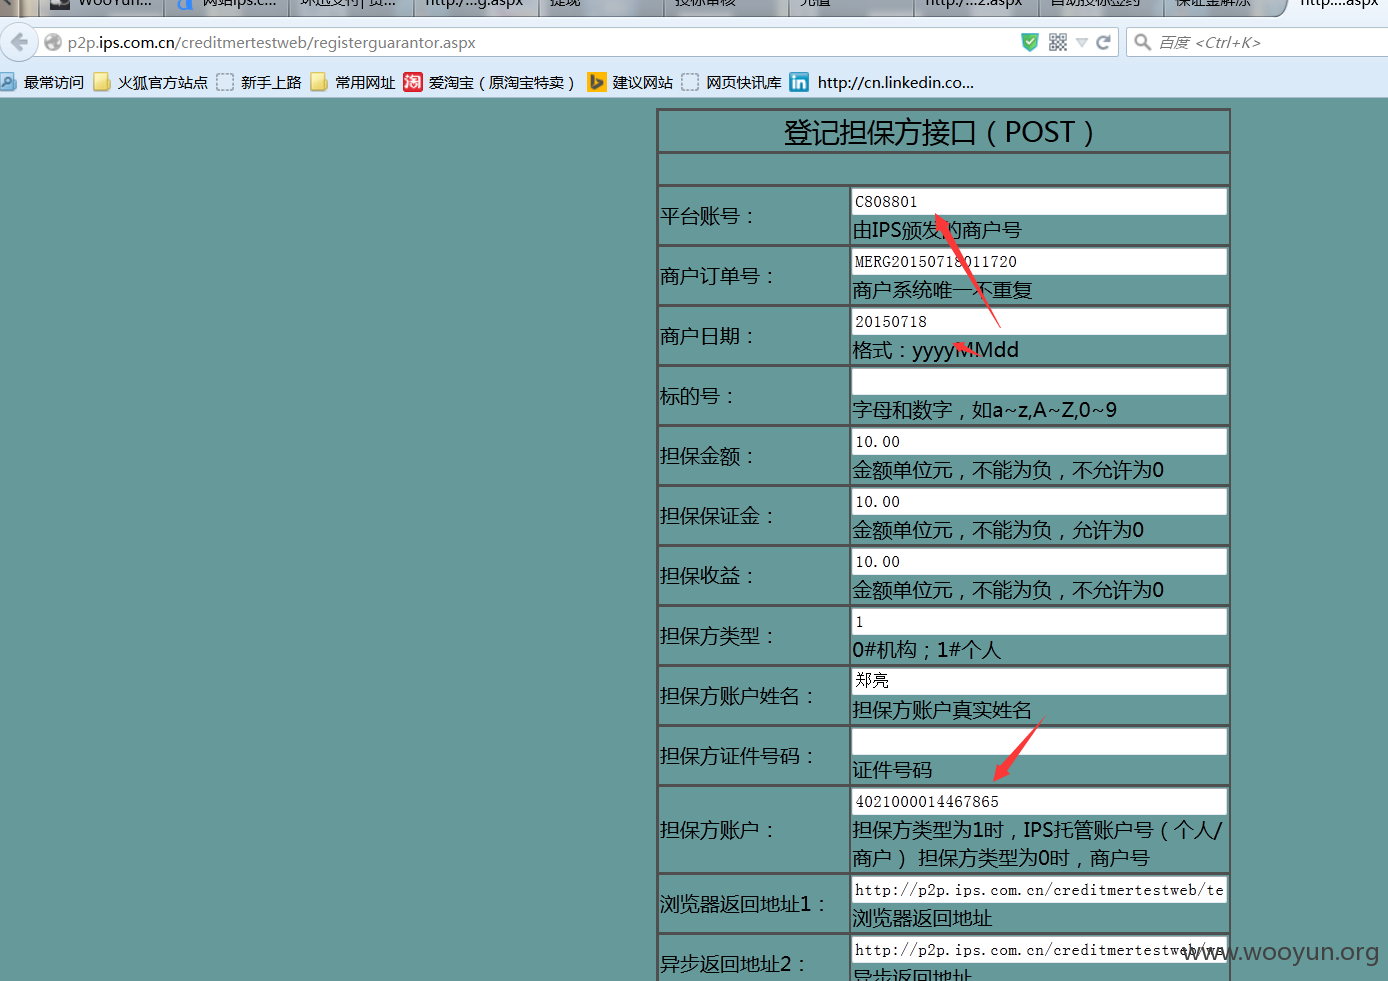 WooYun...
网站ips.c...
http:/...g.aspx
提现
投标审核
充值
http:/...2.aspx
自动投标签约
保证金解冻
http:...aspx
p2p.ips.com.cn/creditmertestweb/registerguarantor.aspx
百度 <Ctrl+K>
最常访问
火狐官方站点
新手上路
常用网址
爱淘宝（原淘宝特卖）
建议网站
网页快讯库
http://cn.linkedin.co...
登记担保方接口（POST）
平台账号：
C808801
由IPS颁发的商户号
商户订单号：
MERG20150718011720
商户系统唯一不重复
商户日期：
20150718
格式：yyyyMMdd
标的号：
字母和数字，如a~z,A~Z,0~9
担保金额：
10.00
金额单位元，不能为负，不允许为0
担保保证金：
10.00
金额单位元，不能为负，允许为0
担保收益：
10.00
金额单位元，不能为负，不允许为0
担保方类型：
1
0#机构；1#个人
担保方账户姓名：
郑亮
担保方账户真实姓名
担保方证件号码：
证件号码
担保方账户：
4021000014467865
担保方类型为1时，IPS托管账户号（个人/
商户） 担保方类型为0时，商户号
浏览器返回地址1：
http://p2p.ips.com.cn/creditmertestweb/te
浏览器返回地址
异步返回地址2：
http://p2p.ips.com.cn/creditmertestweb/
异步返回地址
www.wooyun.org